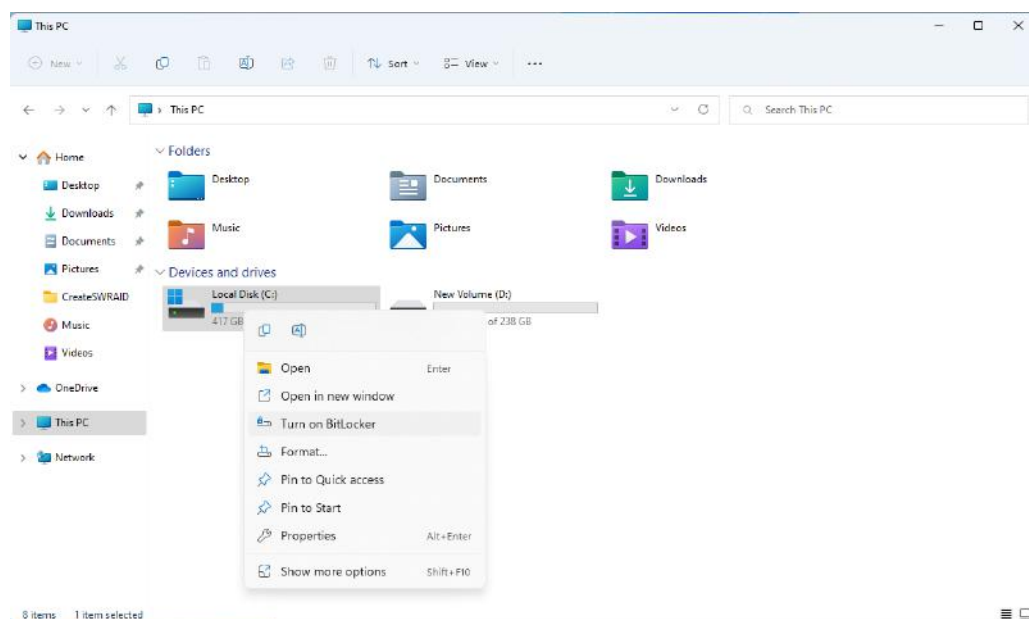 This PC
New
Sort
View
This PC
Search This PC
Home
Desktop
Downloads
Documents
Pictures
CreateSWRAID
Music
Videos
OneDrive
This PC
Network
Folders
Desktop
Documents
Downloads
Music
Pictures
Videos
Devices and drives
Local Disk (C:)
417 GB
New Volume (D:)
of 238 GB
Open Enter
Open in new window
Turn on BitLocker
Format...
Pin to Quick access
Pin to Start
Properties Alt+Enter
Show more options Shift+F10
8 items 1 item selected